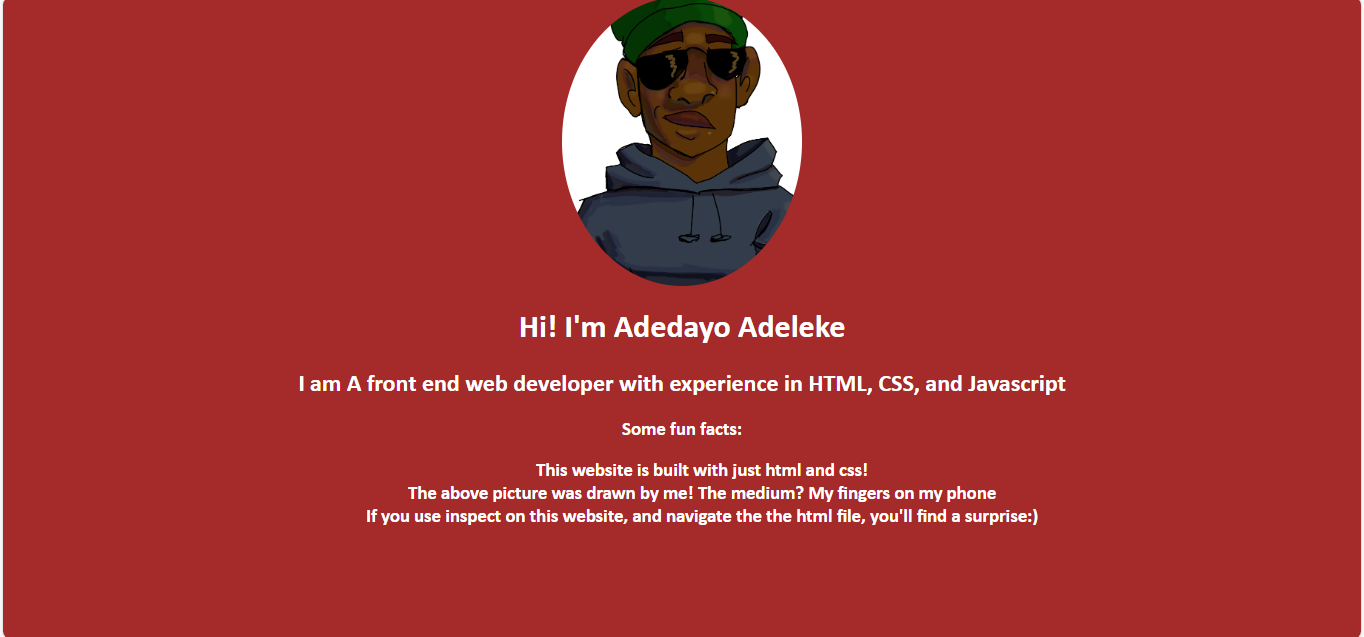 Hi! I'm Adedayo Adeleke
I am A front end web developer with experience in HTML, CSS, and Javascript
Some fun facts:
This website is built with just html and css!
The above picture was drawn by me! The medium? My fingers on my phone
If you use inspect on this website, and navigate the the html file, you'll find a surprise:)